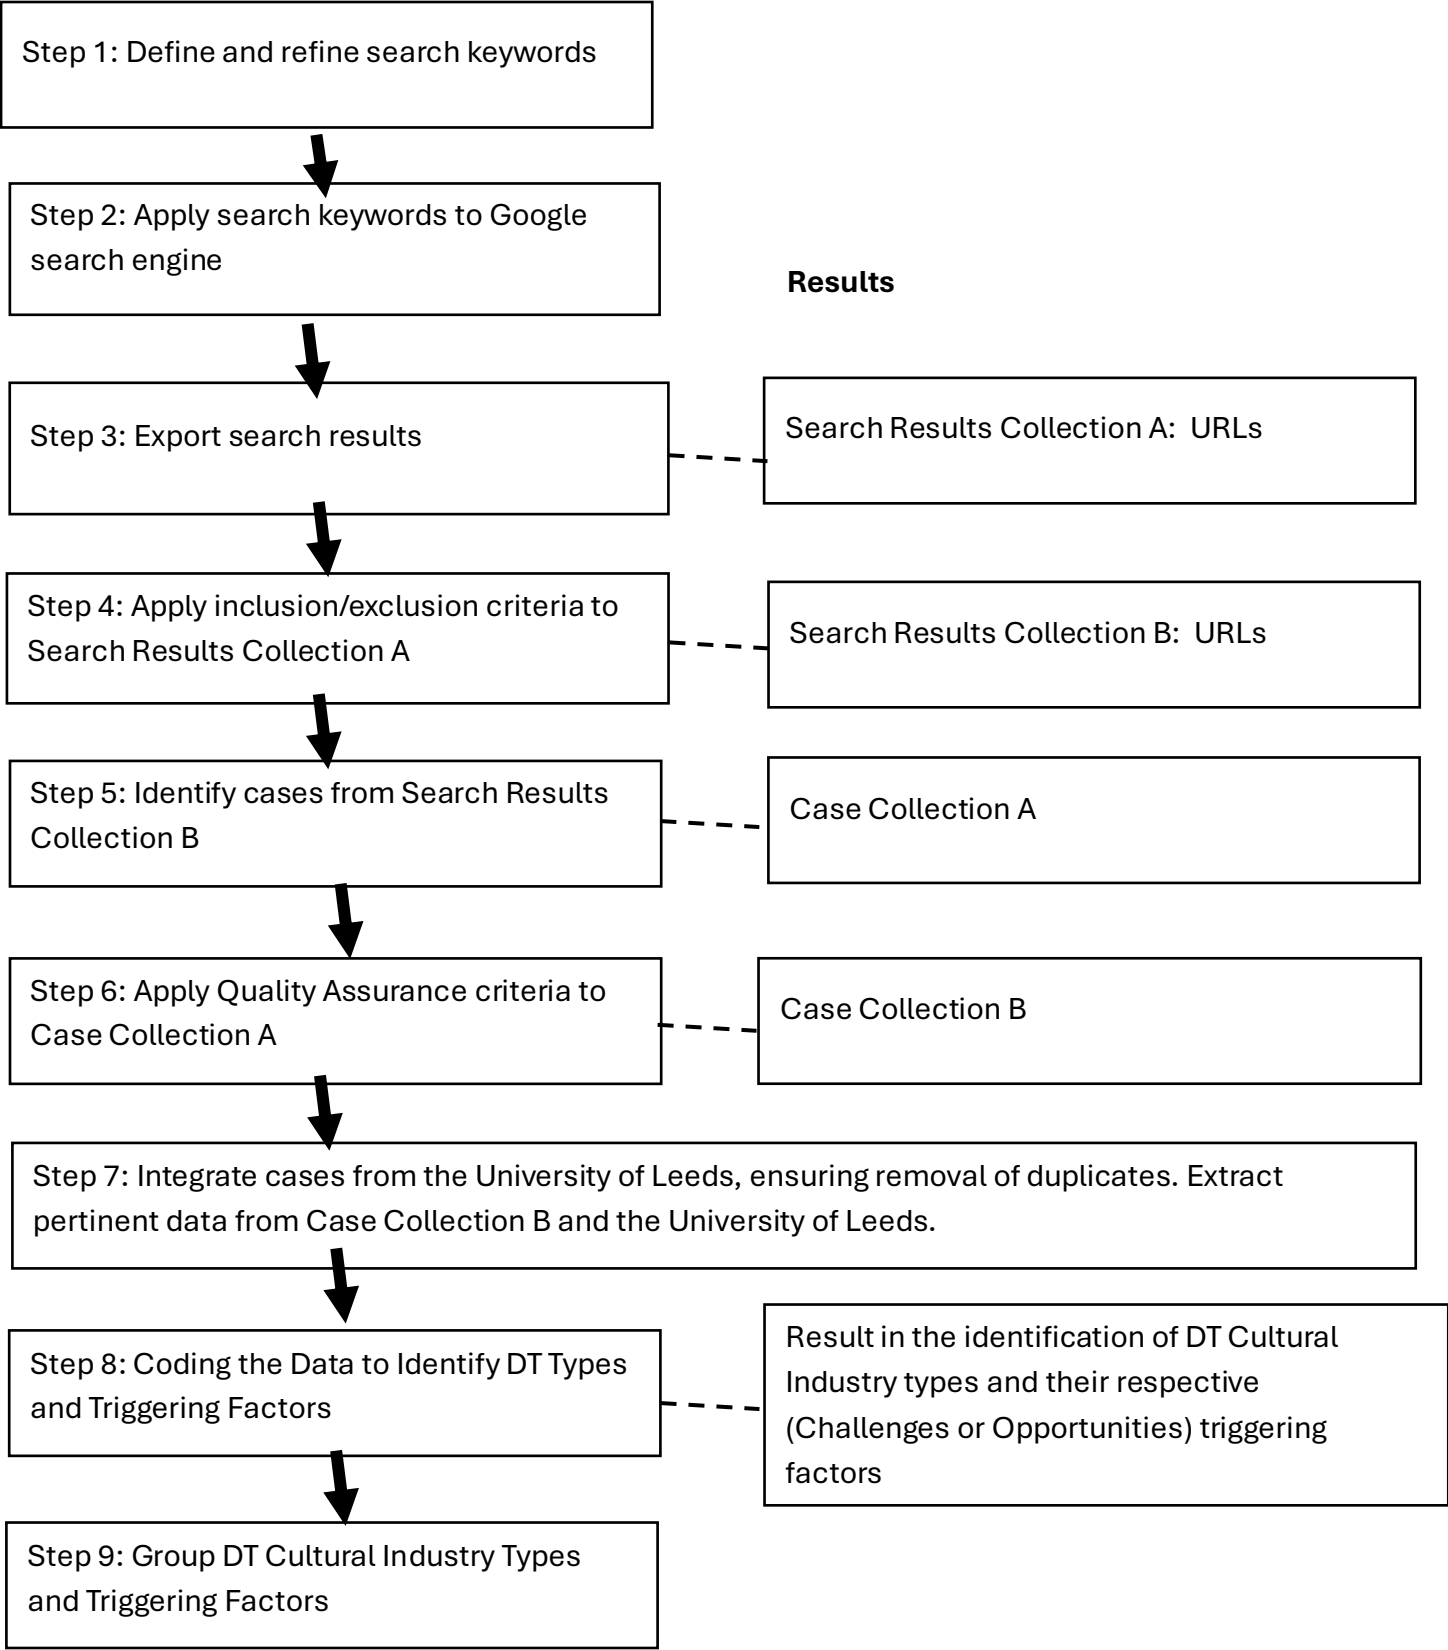 Step 1: Define and refine search keywords
Step 2: Apply search keywords to Google
search engine
Results
Step 3: Export search results
Search Results Collection A:  URLs
Step 4: Apply inclusion/exclusion criteria to
Search Results Collection A
Search Results Collection B:  URLs
Step 5: Identify cases from Search Results
Collection B
Case Collection A
Step 6: Apply Quality Assurance criteria to
Case Collection A
Case Collection B
Step 7: Integrate cases from the University of Leeds, ensuring removal of duplicates. Extract
pertinent data from Case Collection B and the University of Leeds.
Step 8: Coding the Data to Identify DT Types
and Triggering Factors
Result in the identification of DT Cultural
Industry types and their respective
(Challenges or Opportunities) triggering
factors
Step 9: Group DT Cultural Industry Types
and Triggering Factors